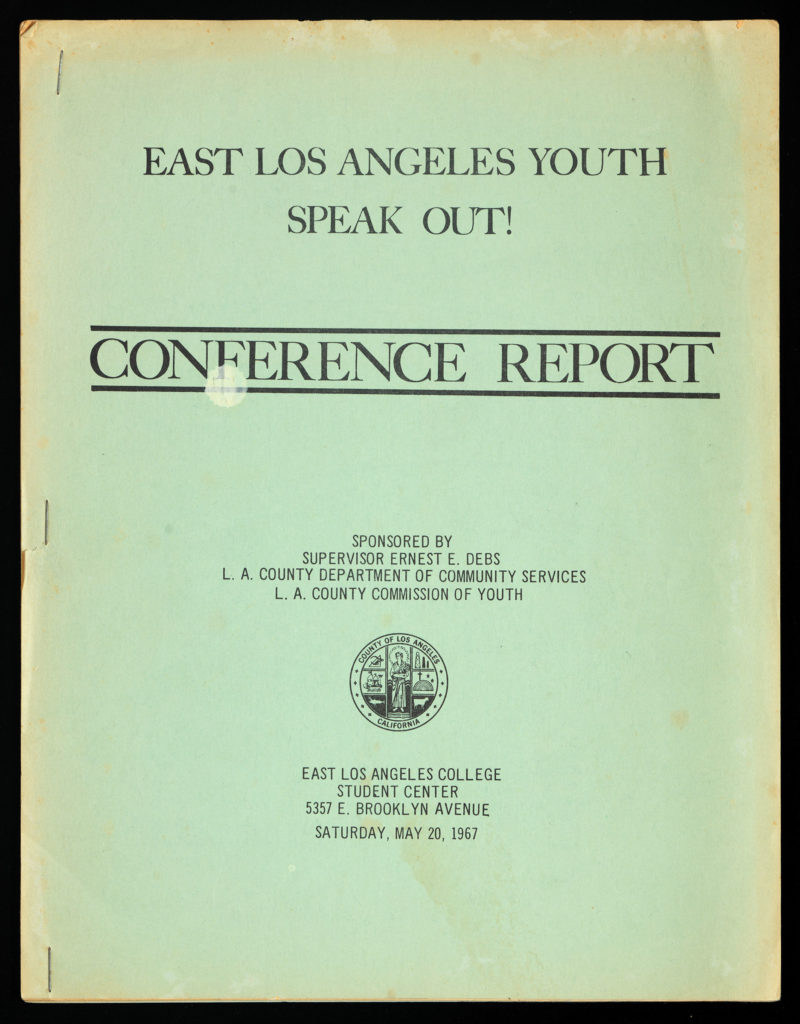 EAST LOS ANGELES YOUTH
SPEAK OUT!
CONFERENCE REPORT
SPONSORED BY
SUPERVISOR ERNEST E. DEBS
L. A. COUNTY DEPARTMENT OF COMMUNITY SERVICES
L. A. COUNTY COMMISSION OF YOUTH
COUNTY OF LOS ANGELES
CALIFORNIA
EAST LOS ANGELES COLLEGE
STUDENT CENTER
5357 E. BROOKLYN AVENUE
SATURDAY, MAY 20, 1967